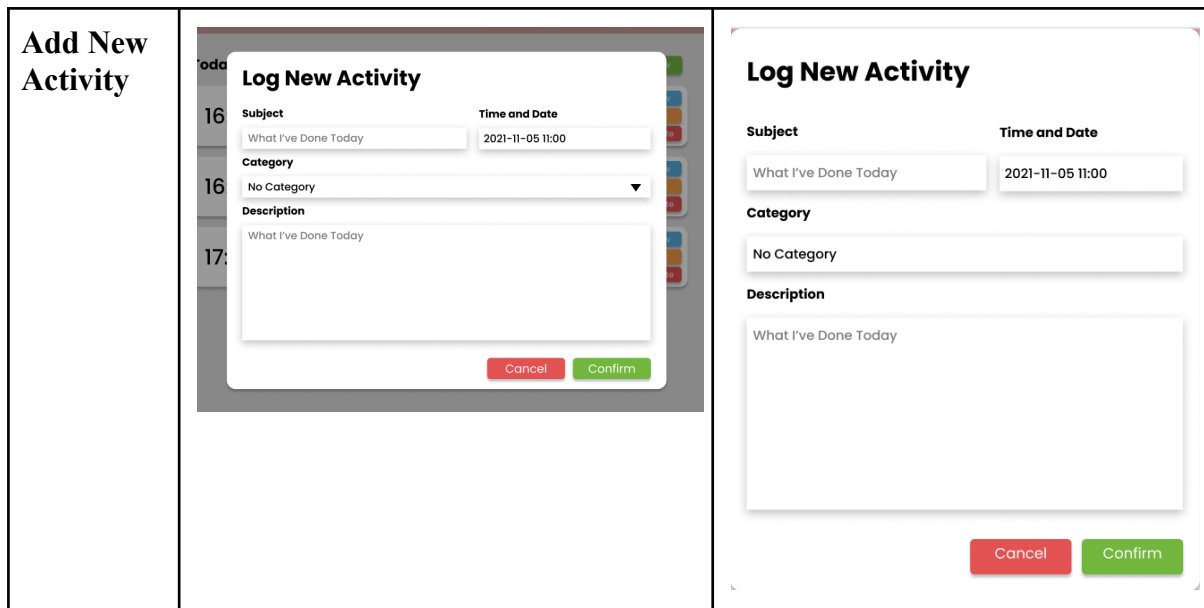 Add New
Activity
Toda
Log New Activity
Subject
Time and Date
16:
What I've Done Today
2021-11-05 11:00
Category
16:
No Category
Description
What I've Done Today
17:
Cancel
Confirm
Log New Activity
Subject
Time and Date
What I've Done Today
2021-11-05 11:00
Category
No Category
Description
What I've Done Today
Cancel
Confirm